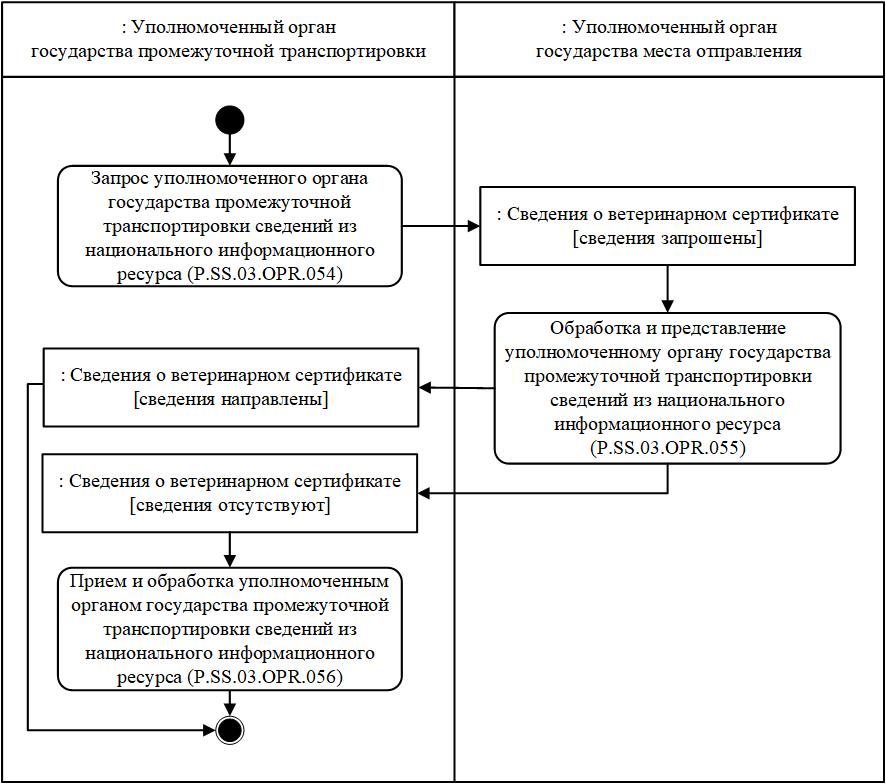 : Уполномоченный орган
государства промежуточной транспортировки
: Уполномоченный орган
государства места отправления
Запрос уполномоченного органа
государства промежуточной
транспортировки сведений из
национального информационного
ресурса (P.SS.03.OPR.054)
: Сведения о ветеринарном сертификате
[сведения запрошены]
Обработка и представление
уполномоченному органу государства
промежуточной транспортировки
сведений из национального
информационного ресурса
(P.SS.03.OPR.055)
: Сведения о ветеринарном сертификате
[сведения направлены]
: Сведения о ветеринарном сертификате
[сведения отсутствуют]
Прием и обработка уполномоченным
органом государства промежуточной
транспортировки сведений из
национального информационного
ресурса (P.SS.03.OPR.056)